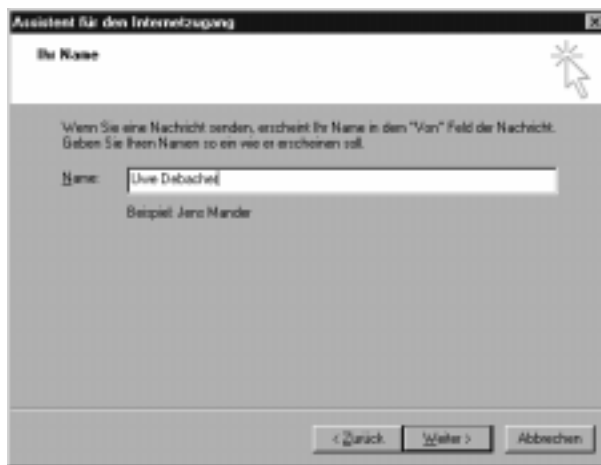 Assistent für den Internetzugang
Ihr Name
Wenn Sie eine Nachricht senden, erscheint Ihr Name in dem "Von" Feld der Nachricht.
Geben Sie Ihren Namen so ein wie er erscheinen soll.
Name: Uwe Debacher
Beispiel: Jens Mander
< Zurück Weiter > Abbrechen